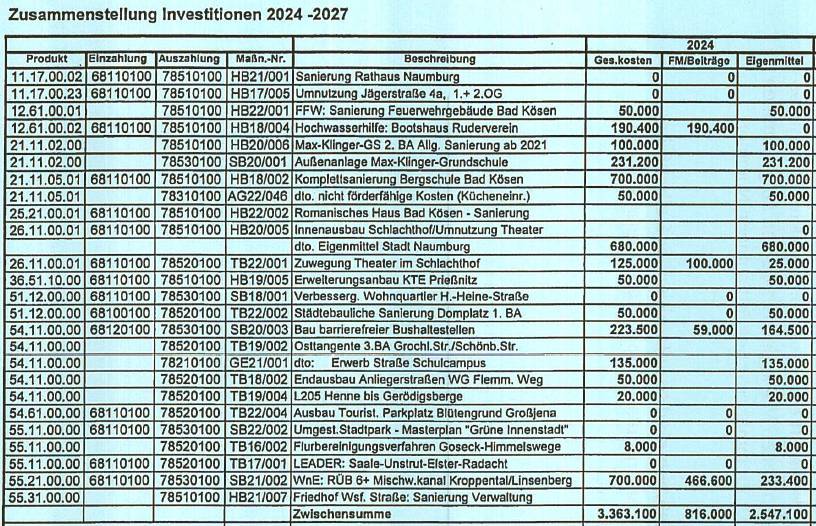 Zusammenstellung Investitionen 2024 -2027
2024
Produkt Einzahlung Auszahlung Maßn.-Nr. Beschreibung Ges.kosten FM/Beiträge Eigenmittel
11.17.00.02 68110100 78510100 HB21/001 Sanierung Rathaus Naumburg 0 0 0
11.17.00.23 68110100 78510100 HB17/005 Umnutzung Jägerstraße 4a, 1.+ 2.OG 0 0 0
12.61.00.01 78510100 HB22/001 FFW: Sanierung Feuerwehrgebäude Bad Kösen 50.000 50.000
12.61.00.02 68110100 78510100 HB18/004 Hochwasserhilfe: Bootshaus Ruderverein 190.400 190.400 0
21.11.02.00 78510100 HB20/006 Max-Klinger-GS 2. BA Allg. Sanierung ab 2021 100.000 100.000
21.11.02.00 78530100 SB20/001 Außenanlage Max-Klinger-Grundschule 231.200 231.200
21.11.05.01 68110100 78510100 HB18/002 Komplettsanierung Bergschule Bad Kösen 700.000 700.000
21.11.05.01 78310100 AG22/046 dto. nicht förderfähige Kosten (Kücheneinr.) 50.000 50.000
25.21.00.01 68110100 78510100 HB22/002 Romanisches Haus Bad Kösen - Sanierung
26.11.00.01 68110100 78510100 HB20/005 Innenausbau Schlachthof/Umnutzung Theater 0
dto. Eigenmittel Stadt Naumburg 680.000 680.000
26.11.00.01 68110100 78520100 TB22/001 Zuwegung Theater im Schlachthof 125.000 100.000 25.000
36.51.10.00 68110100 78510100 HB19/005 Erweiterungsanbau KTE Prießnitz 50.000 50.000
51.12.00.00 68110100 78530100 SB18/001 Verbesserg. Wohnquartier H.-Heine-Straße 0 0 0
51.12.00.00 68100100 78520100 TB22/002 Städtebauliche Sanierung Domplatz 1. BA 50.000 0 50.000
54.11.00.00 68120100 78530100 SB20/003 Bau barrierefreier Bushaltestellen 223.500 59.000 164.500
54.11.00.00 78520100 TB19/002 Osttangente 3.BA Grochl.Str./Schönb.Str.
54.11.00.00 78210100 GE21/001 dto: Erwerb Straße Schulcampus 135.000 135.000
54.11.00.00 78520100 TB18/002 Endausbau Anliegerstraßen WG Flemm. Weg 50.000 50.000
54.11.00.00 78520100 TB19/004 L205 Henne bis Gerödigsberge 20.000 20.000
54.61.00.00 68110100 78520100 TB22/004 Ausbau Tourist. Parkplatz Blütengrund Großjena 0 0 0
55.11.00.00 68110100 78530100 SB22/002 Umgest.Stadtpark - Masterplan "Grüne Innenstadt" 0 0 0
55.11.00.00 78520100 TB16/002 Flurbereinigungsverfahren Goseck-Himmelswege 8.000 8.000
55.11.00.00 68110100 78520100 TB17/001 LEADER: Saale-Unstrut-Elster-Radacht 0 0 0
55.21.00.00 68110100 78530100 SB21/002 WnE: RÜB 6+ Mischw.kanal Kroppental/Linsenberg 700.000 466.600 233.400
55.31.00.00 78510100 HB21/007 Friedhof Wsf. Straße: Sanierung Verwaltung
Zwischensumme 3.363.100 816.000 2.547.100